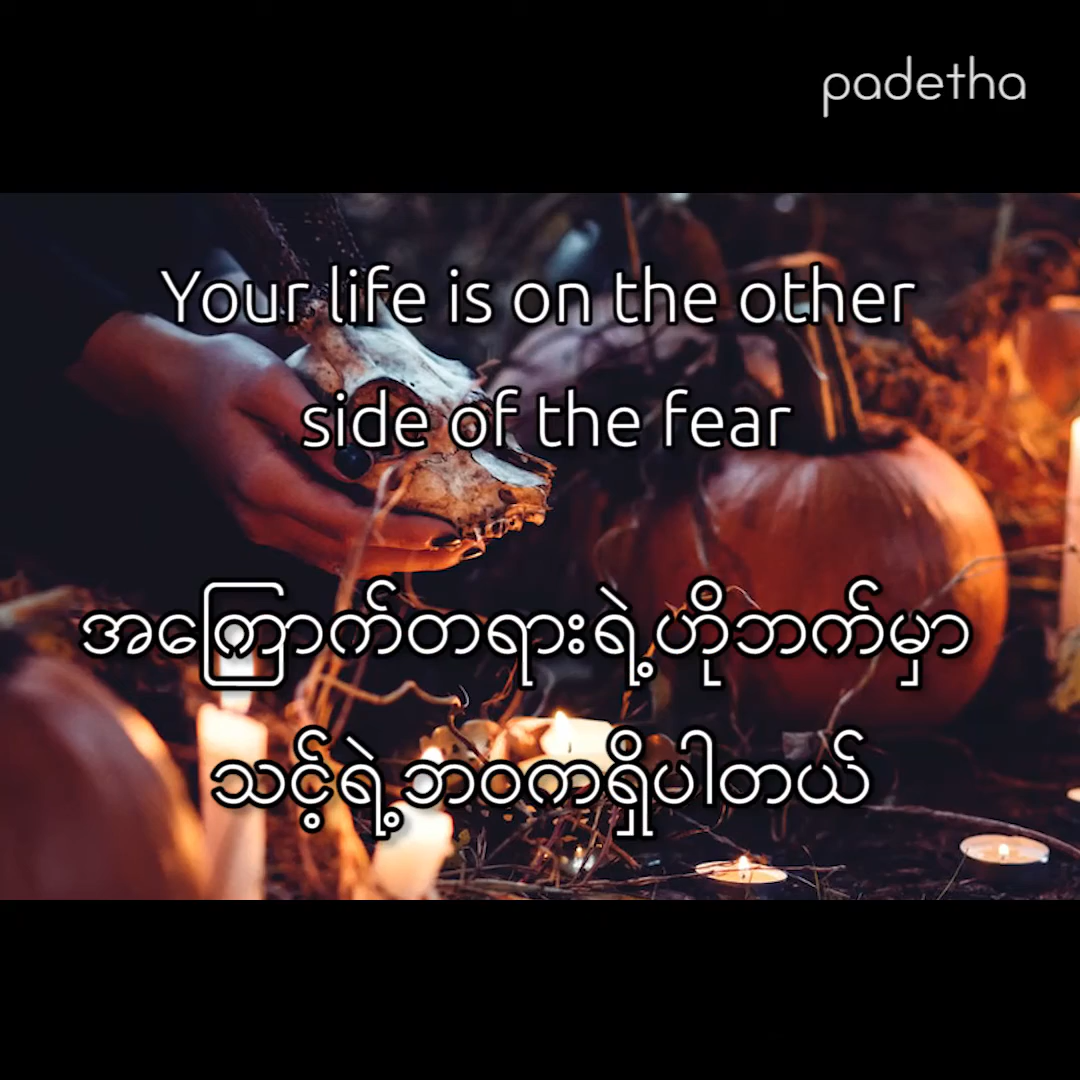 padetha
Your life is on the other
side of the fear
အကြောက်တရားရဲ့ဟိုဘက်မှာ
သင့်ရဲ့ဘဝကရှိပါတယ်